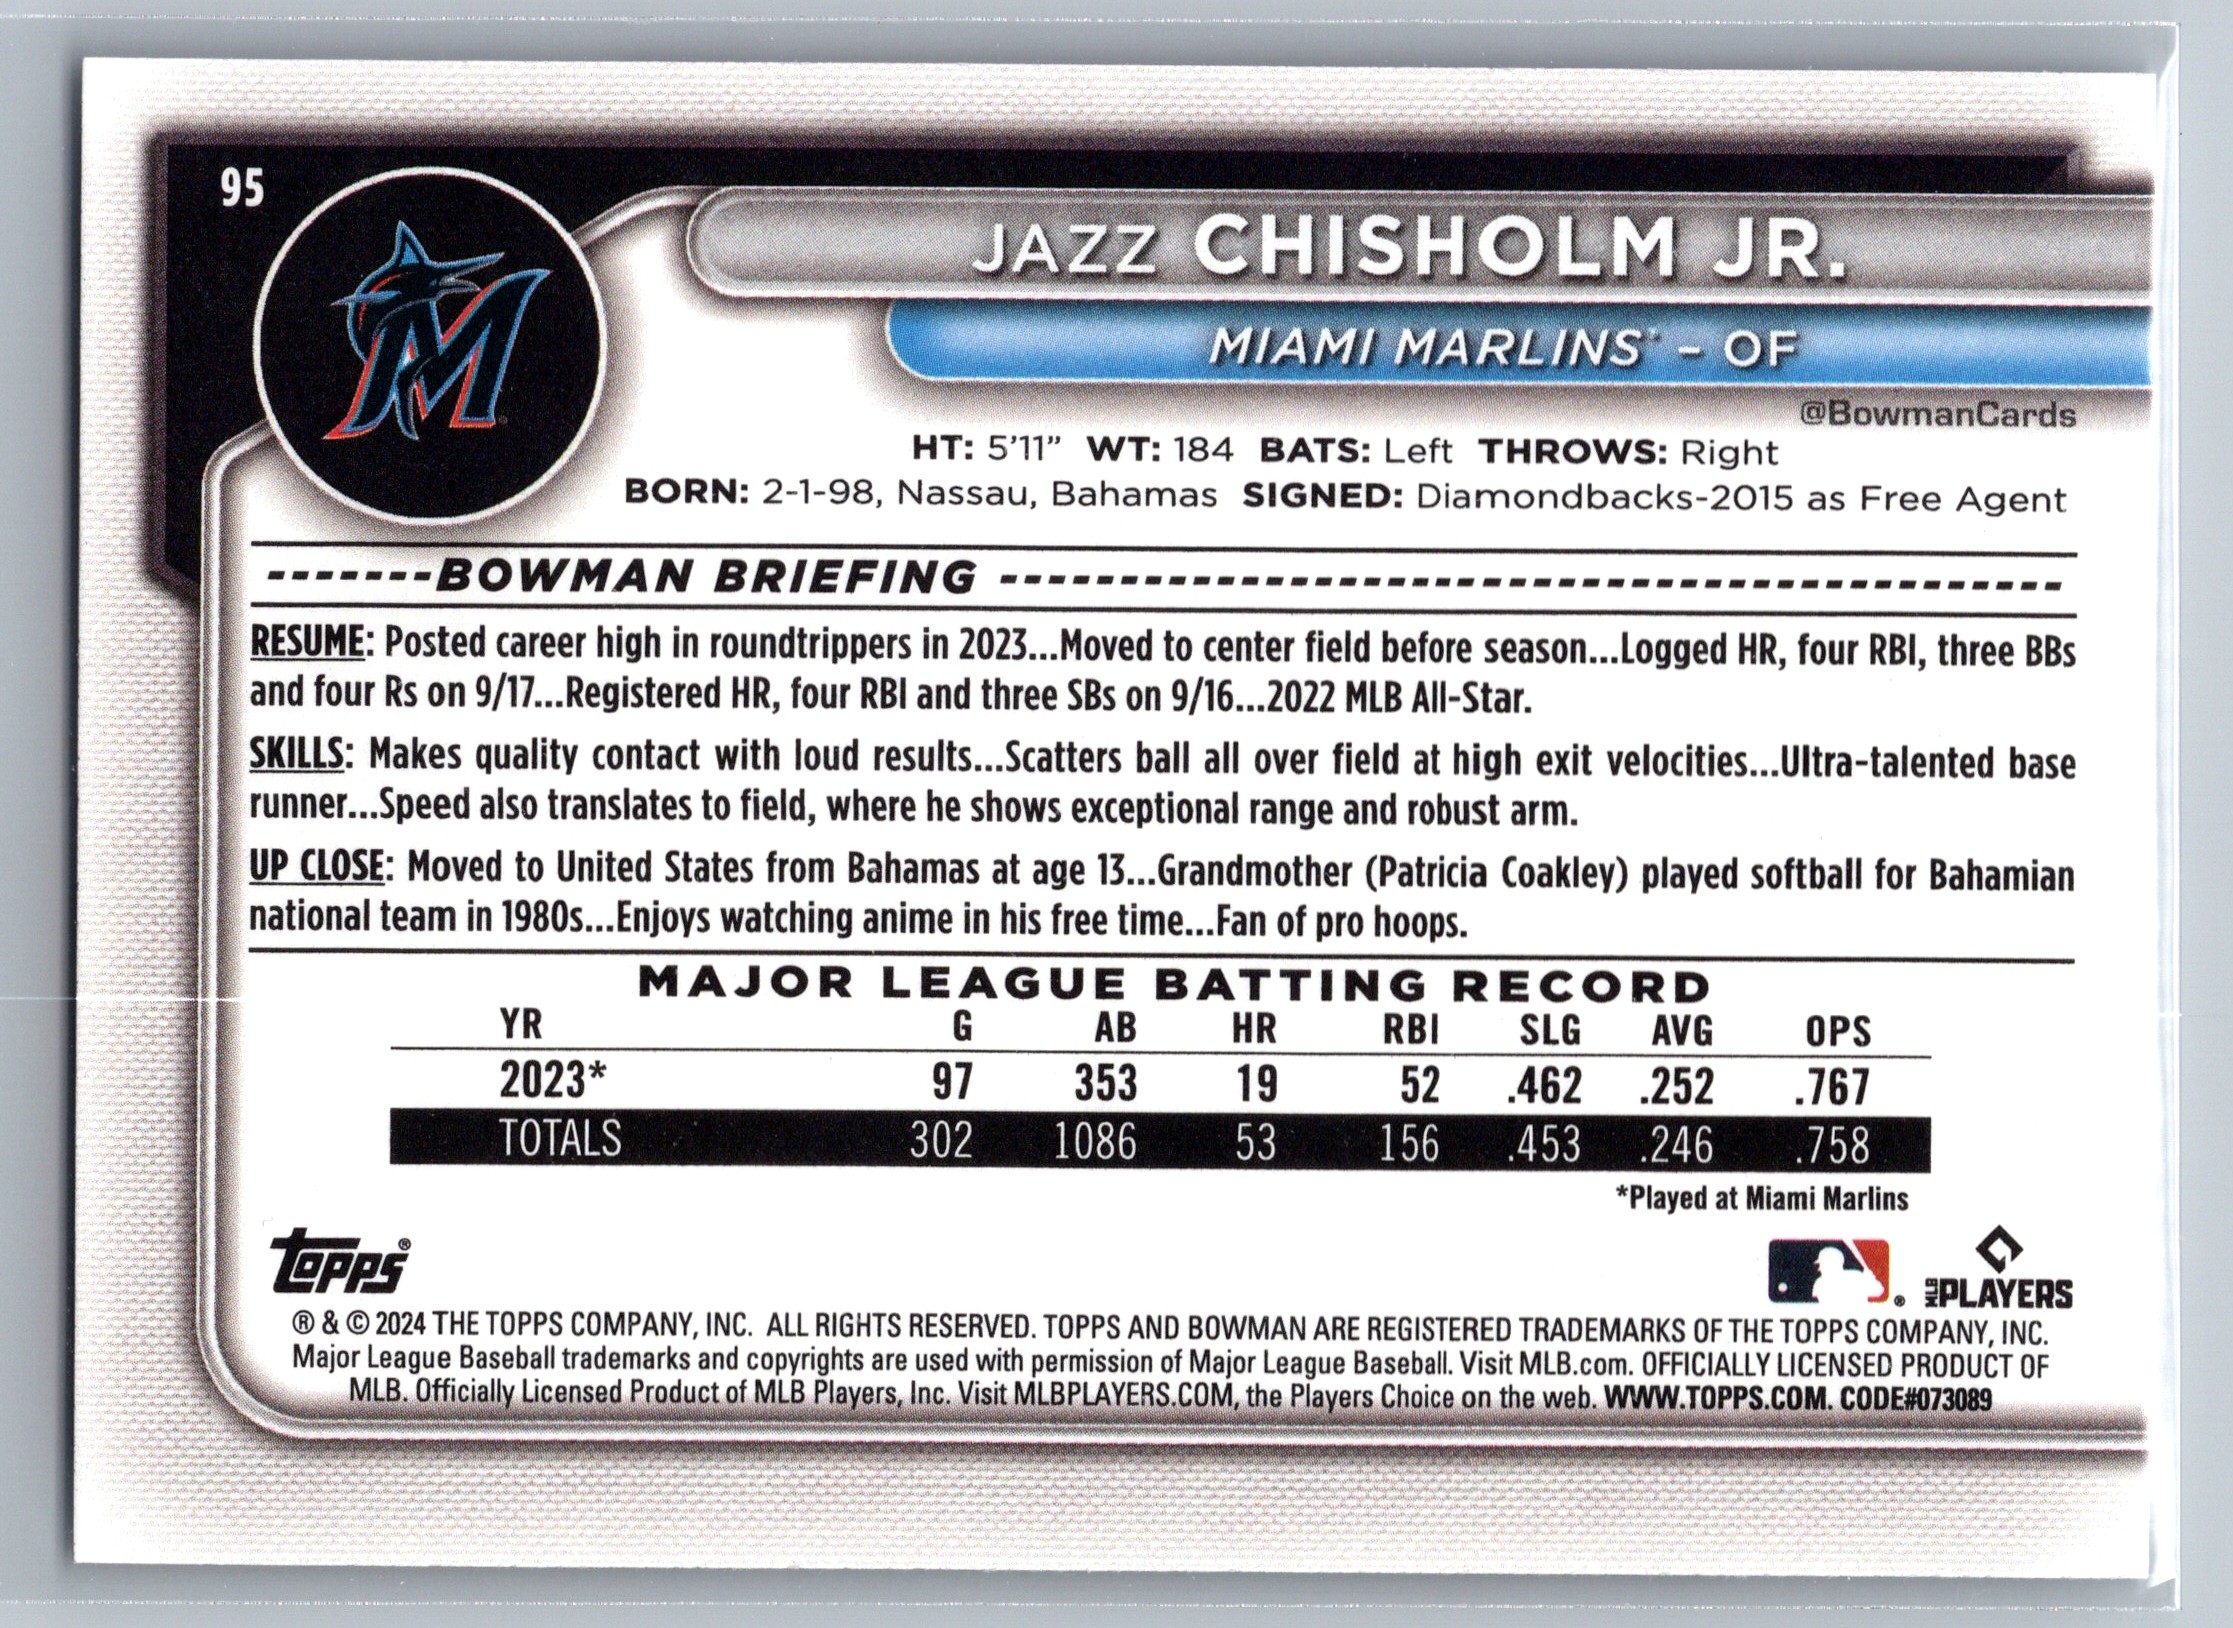 95
JAZZ CHISHOLM JR.
MIAMI MARLINS™ – OF
@BowmanCards
HT: 5'11" WT: 184 BATS: Left THROWS: Right
BORN: 2-1-98, Nassau, Bahamas SIGNED: Diamondbacks-2015 as Free Agent
-------BOWMAN BRIEFING ---------------------------------
RESUME: Posted career high in roundtrippers in 2023...Moved to center field before season...Logged HR, four RBI, three BBs
and four Rs on 9/17...Registered HR, four RBI and three SBs on 9/16...2022 MLB All-Star.
SKILLS: Makes quality contact with loud results...Scatters ball all over field at high exit velocities...Ultra-talented base
runner...Speed also translates to field, where he shows exceptional range and robust arm.
UP CLOSE: Moved to United States from Bahamas at age 13...Grandmother (Patricia Coakley) played softball for Bahamian
national team in 1980s...Enjoys watching anime in his free time...Fan of pro hoops.
MAJOR LEAGUE BATTING RECORD
YR G AB HR RBI SLG AVG OPS
2023* 97 353 19 52 .462 .252 .767
TOTALS 302 1086 53 156 .453 .246 .758
*Played at Miami Marlins
topps®
MLB PLAYERS
® & © 2024 THE TOPPS COMPANY, INC. ALL RIGHTS RESERVED. TOPPS AND BOWMAN ARE REGISTERED TRADEMARKS OF THE TOPPS COMPANY, INC.
Major League Baseball trademarks and copyrights are used with permission of Major League Baseball. Visit MLB.com. OFFICIALLY LICENSED PRODUCT OF
MLB. Officially Licensed Product of MLB Players, Inc. Visit MLBPLAYERS.COM, the Players Choice on the web. WWW.TOPPS.COM. CODE#073089